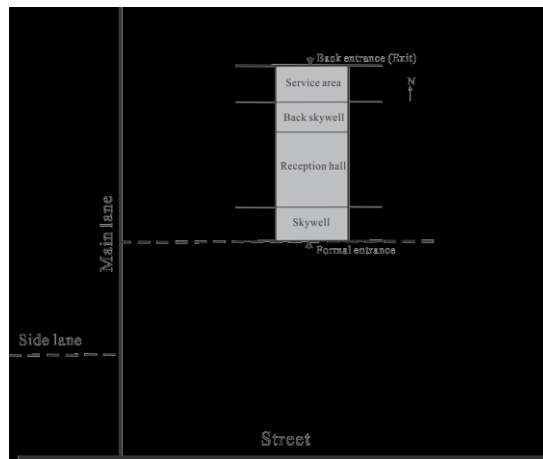 Back entrance (Exit)
Service area
N
Back skywell
Reception hall
Skywell
Main lane
Formal entrance
Side lane
Street